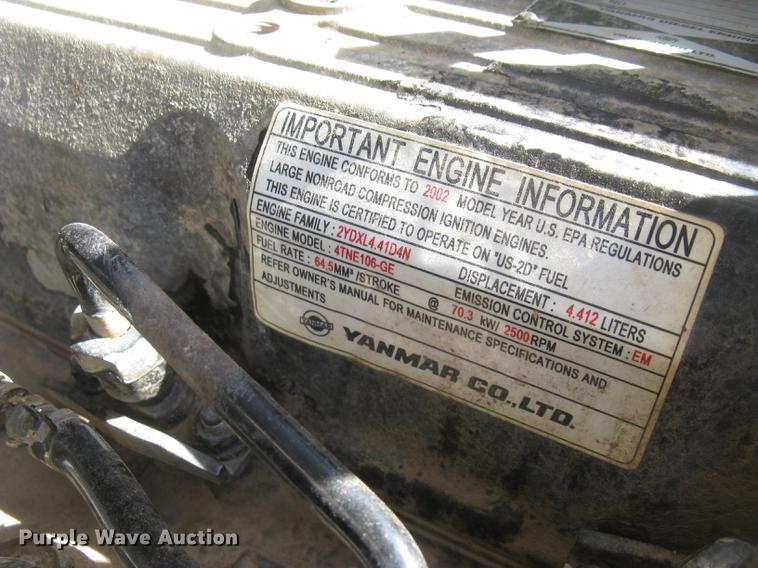 IMPORTANT ENGINE INFORMATION
THIS ENGINE CONFORMS TO 2002 MODEL YEAR U.S. EPA REGULATIONS
LARGE NONROAD COMPRESSION IGNITION ENGINES.
THIS ENGINE IS CERTIFIED TO OPERATE ON "US-2D" FUEL
ENGINE FAMILY : 2YDXL4.41D4N DISPLACEMENT : 4.412 LITERS
ENGINE MODEL : 4TNE106-GE EMISSION CONTROL SYSTEM : EM
FUEL RATE : 64.5MM³ /STROKE @ 70.3 kW/ 2500RPM
REFER OWNER'S MANUAL FOR MAINTENANCE SPECIFICATIONS AND
ADJUSTMENTS
YANMAR
YANMAR CO.,LTD.
Purple Wave Auction